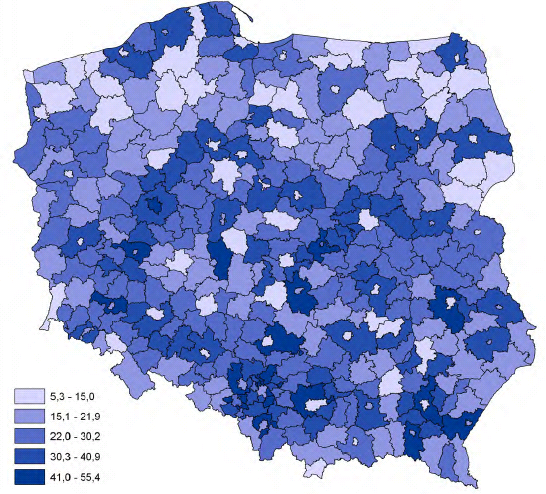 5,3 - 15,0
15,1 - 21,9
22,0 - 30,2
30,3 - 40,9
41,0 - 55,4